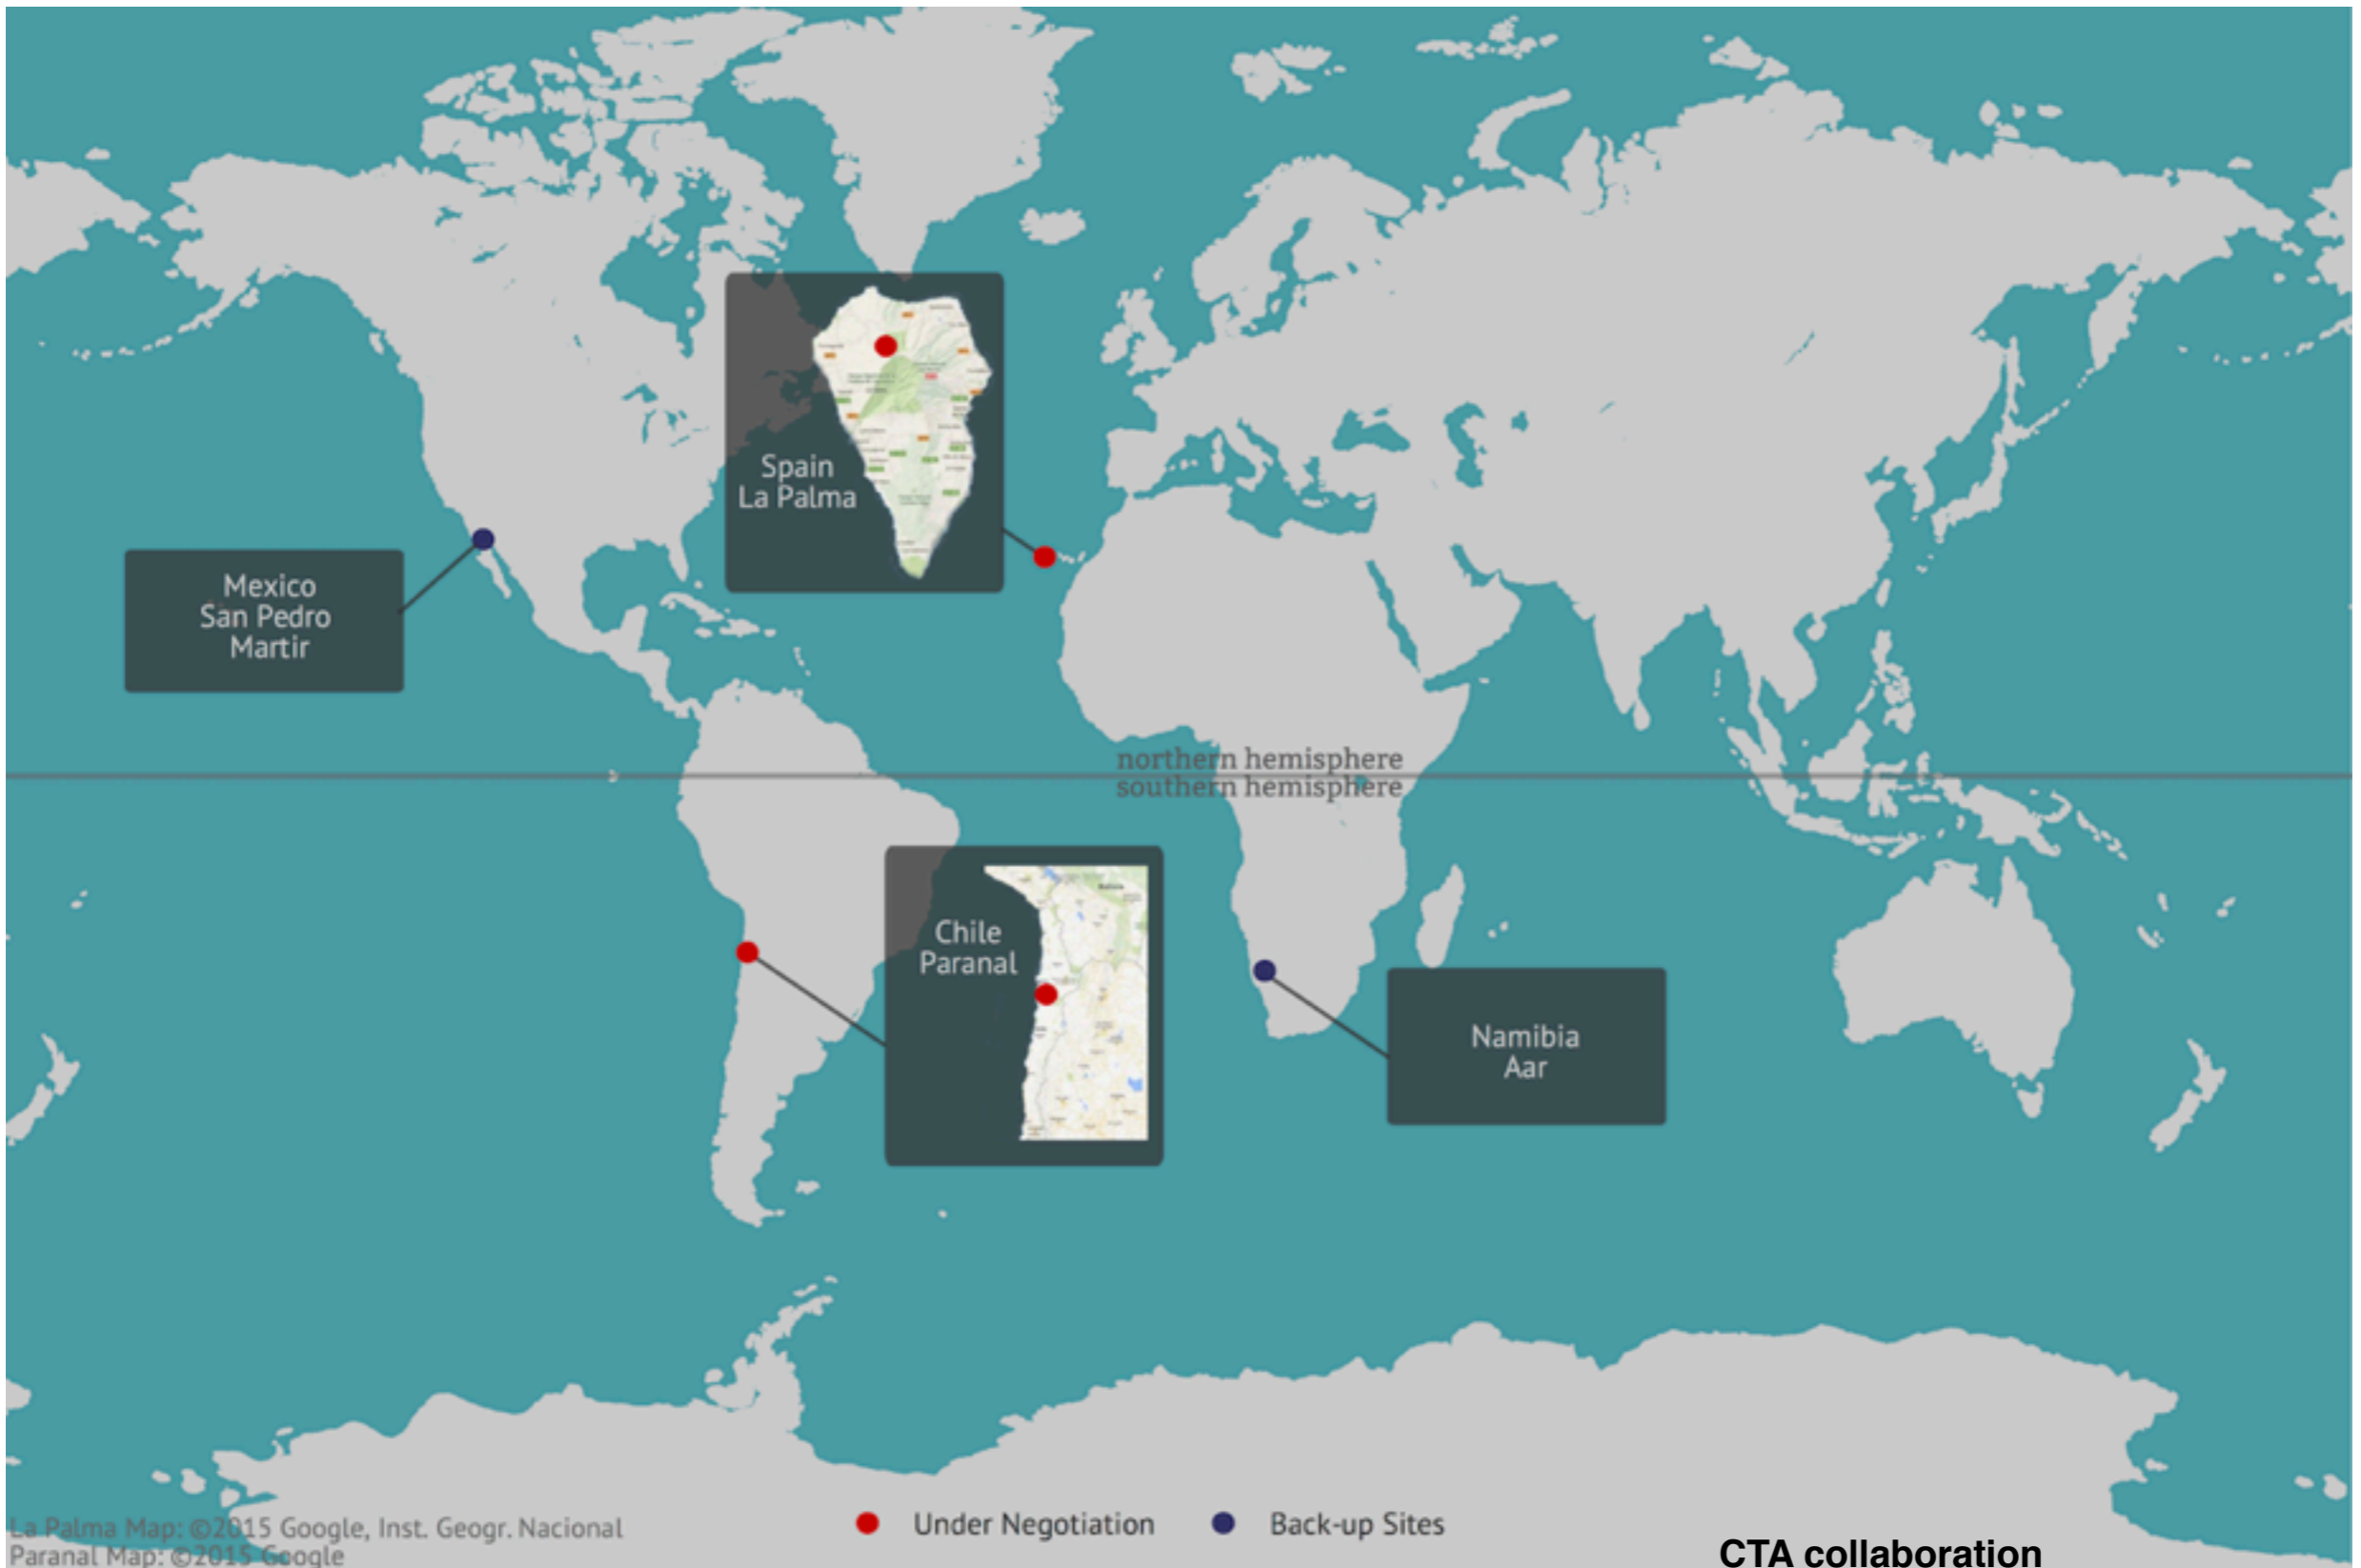 Spain
La Palma
Mexico
San Pedro
Martir
northern hemisphere
southern hemisphere
Chile
Paranal
Namibia
Aar
La Palma Map: ©2015 Google, Inst. Geogr. Nacional
Paranal Map: ©2015 Google
Under Negotiation
Back-up Sites
CTA collaboration